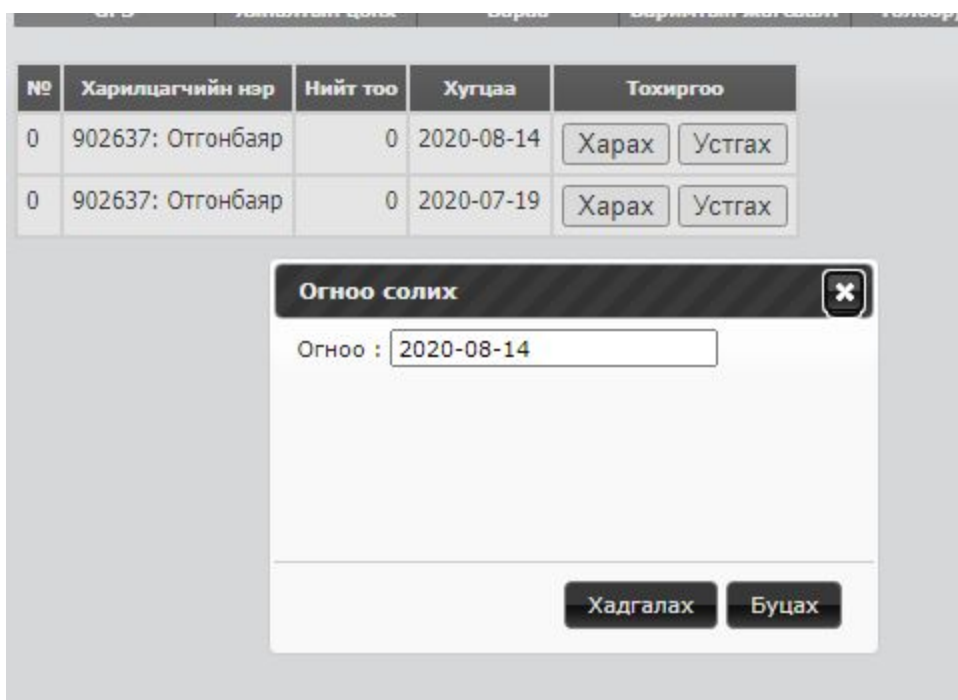 № Харилцагчийн нэр Нийт тоо Хугцаа Тохиргоо
0 902637: Отгонбаяр 0 2020-08-14 Харах Устгах
0 902637: Отгонбаяр 0 2020-07-19 Харах Устгах
Огноо солих
Огноо : 2020-08-14
Хадгалах Буцах